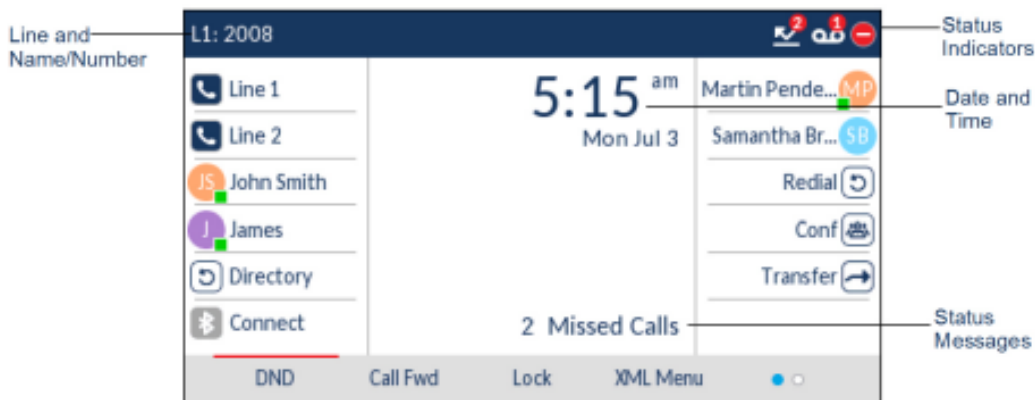 Line and
Name/Number
L1: 2008
2
1
Status
Indicators
Line 1
Line 2
JS John Smith
J James
Directory
Connect
5:15 am
Mon Jul 3
2 Missed Calls
Martin Pende... MP
Samantha Br... SB
Redial
Conf
Transfer
Date and
Time
Status
Messages
DND Call Fwd Lock XML Menu